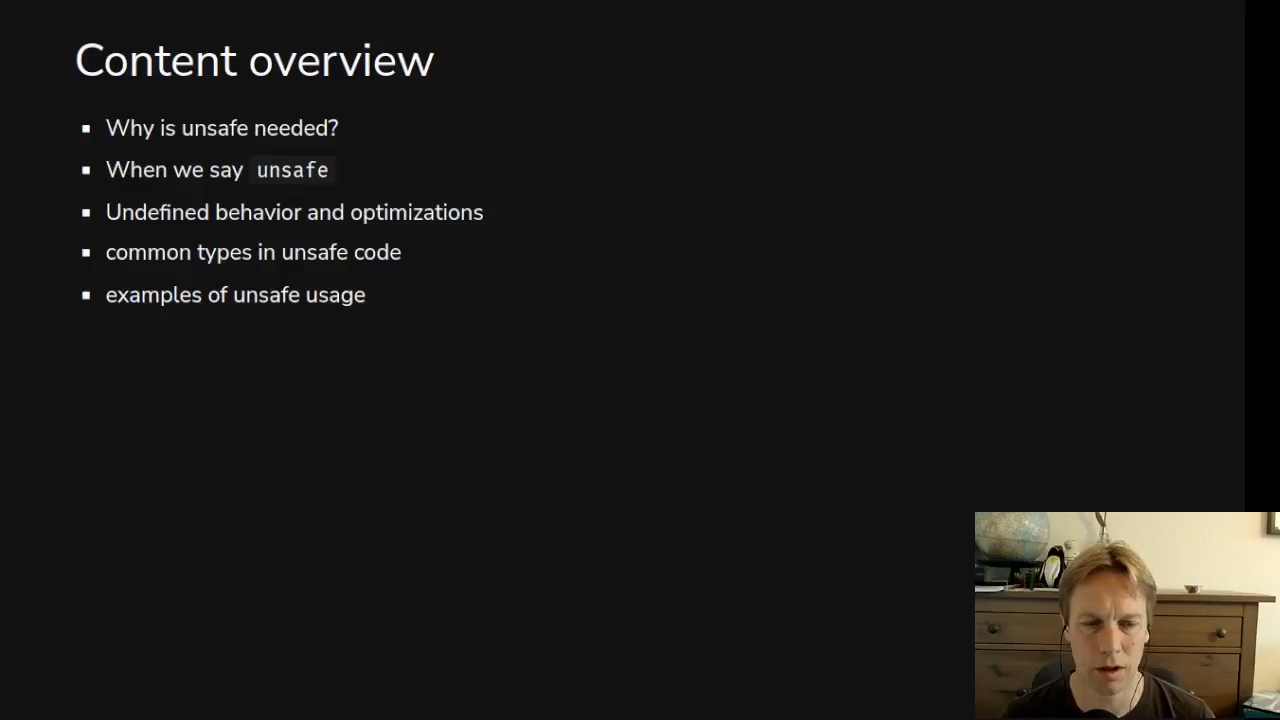 Content overview
Why is unsafe needed?
When we say unsafe
Undefined behavior and optimizations
common types in unsafe code
examples of unsafe usage